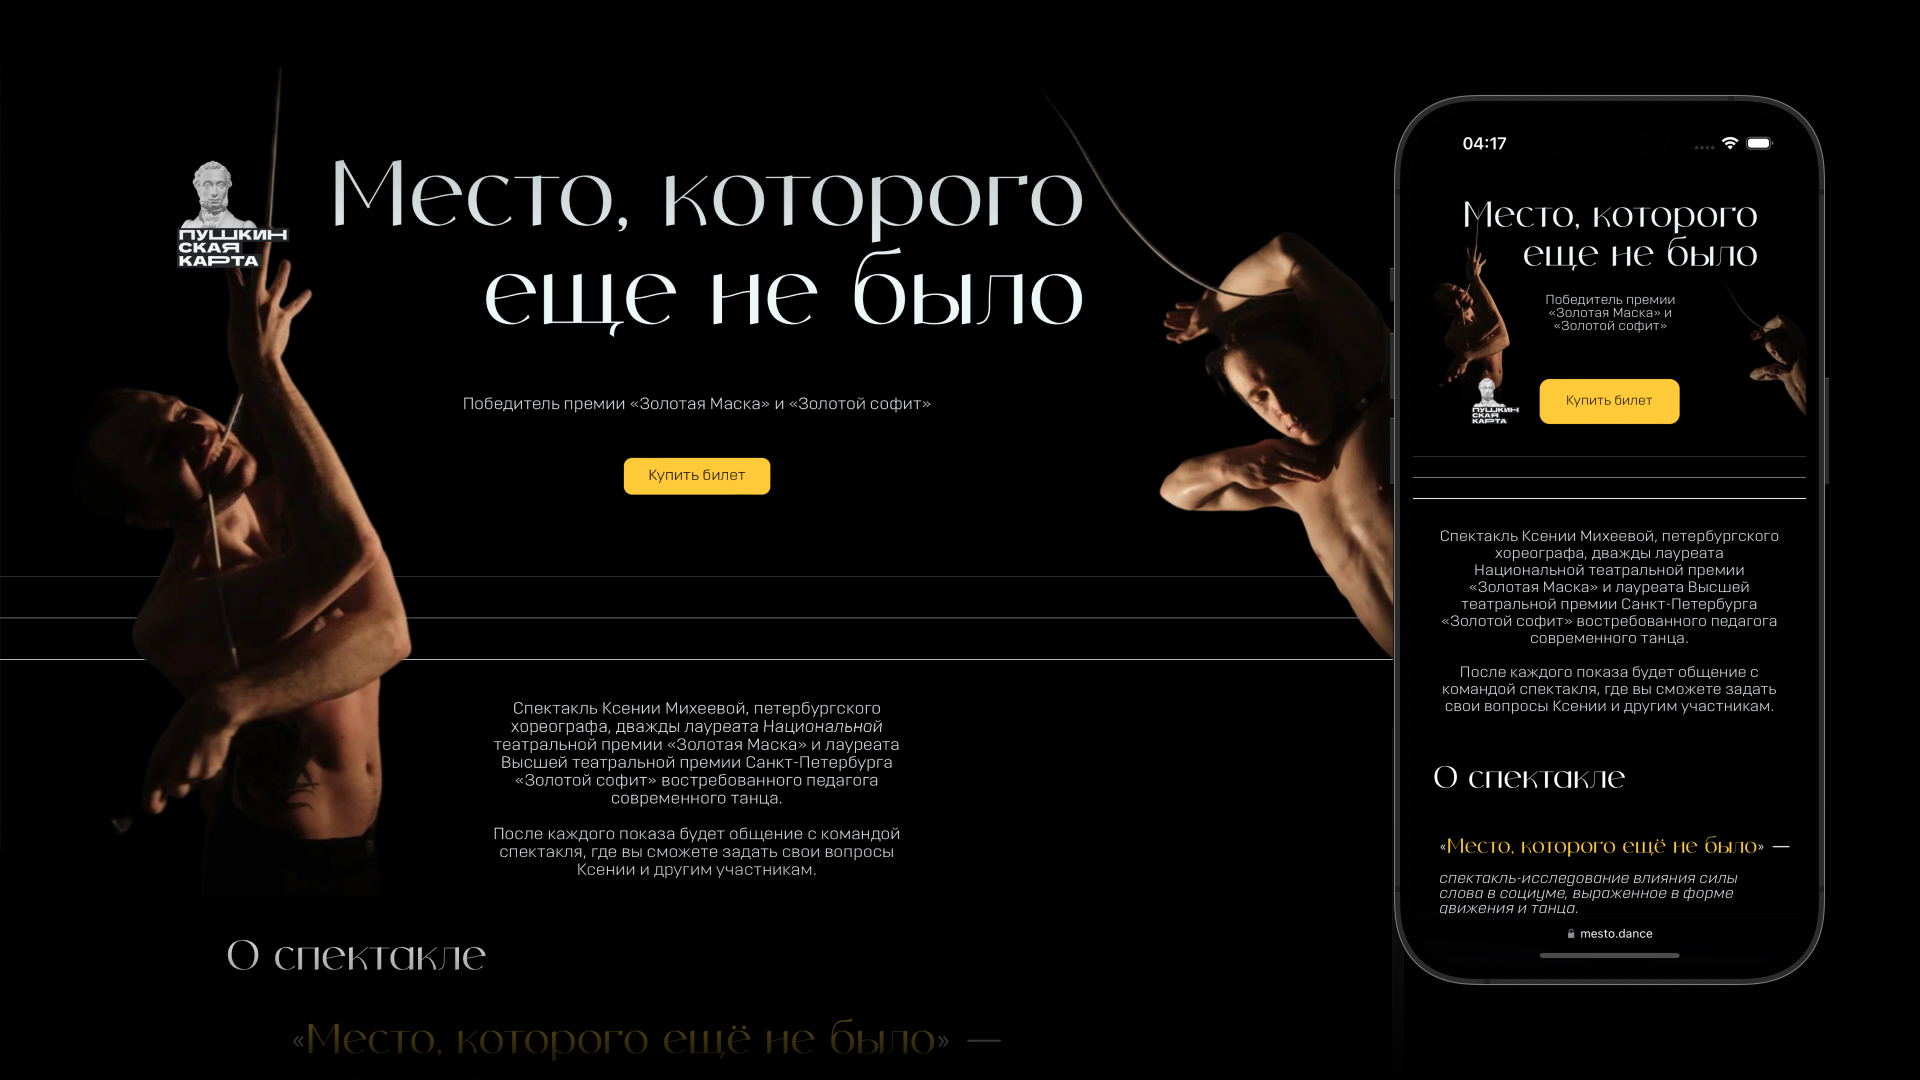 ПУШКИН
СКАЯ
КАРТА
Место, которого
еще не было
Победитель премии «Золотая Маска» и «Золотой софит»
Купить билет
Спектакль Ксении Михеевой, петербургского
хореографа, дважды лауреата Национальной
театральной премии «Золотая Маска» и лауреата
Высшей театральной премии Санкт-Петербурга
«Золотой софит» востребованного педагога
современного танца.
После каждого показа будет общение с командой
спектакля, где вы сможете задать свои вопросы
Ксении и другим участникам.
О спектакле
«Место, которого ещё не было» —
04:17
Место, которого
еще не было
Победитель премии
«Золотая Маска» и
«Золотой софит»
ПУШКИН
СКАЯ
КАРТА
Купить билет
Спектакль Ксении Михеевой, петербургского
хореографа, дважды лауреата
Национальной театральной премии
«Золотая Маска» и лауреата Высшей
театральной премии Санкт-Петербурга
«Золотой софит» востребованного педагога
современного танца.
После каждого показа будет общение с
командой спектакля, где вы сможете задать
свои вопросы Ксении и другим участникам.
О спектакле
«Место, которого ещё не было» —
спектакль-исследование влияния силы
слова в социуме, выраженное в форме
движения и танца.
mesto.dance